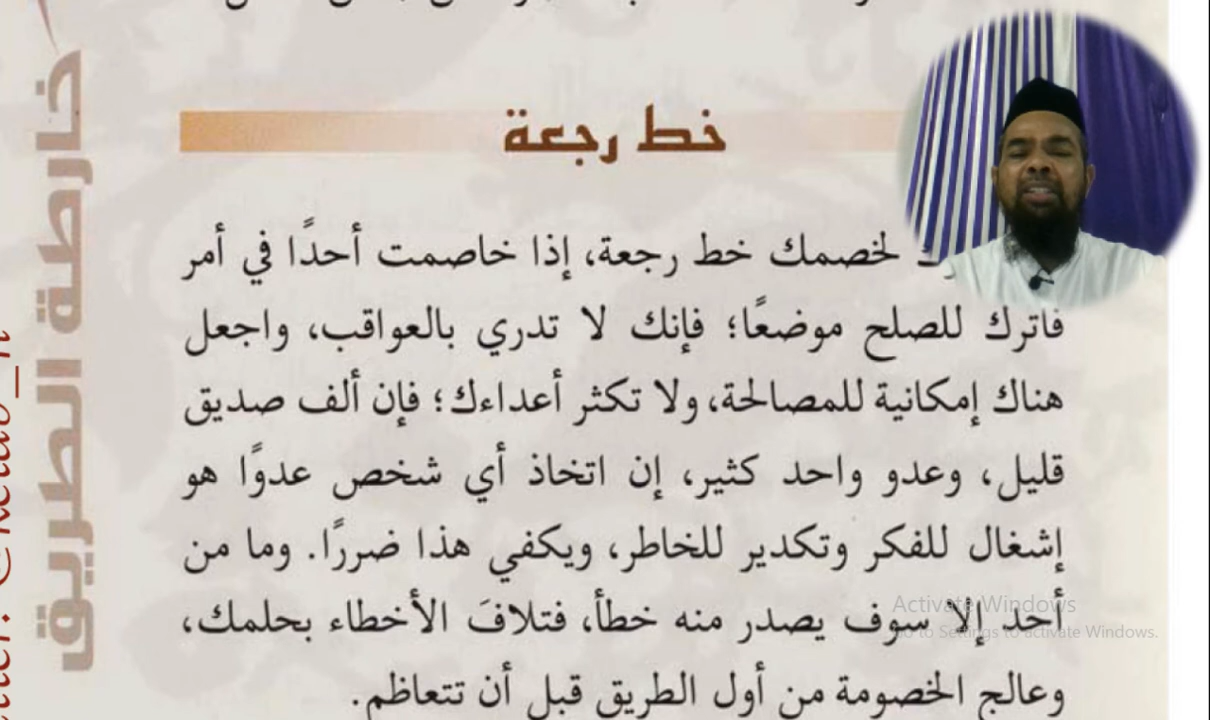 خط رجعة
لخصمك خط رجعة، إذا خاصمت أحدًا في أمر
فاترك للصلح موضعًا؛ فإنك لا تدري بالعواقب، واجعل
هناك إمكانية للمصالحة، ولا تكثر أعداءك؛ فإن ألف صديق
قليل، وعدو واحد كثير، إن اتخاذ أي شخص عدوًا هو
إشغال للفكر وتكدير للخاطر، ويكفي هذا ضررًا. وما من
أحد إلا سوف يصدر منه خطأ، فتلافَ الأخطاء بحلمك،
وعالج الخصومة من أول الطريق قبل أن تتعاظم.
خارطة الطريق
Activate Windows
Go to Settings to activate Windows.